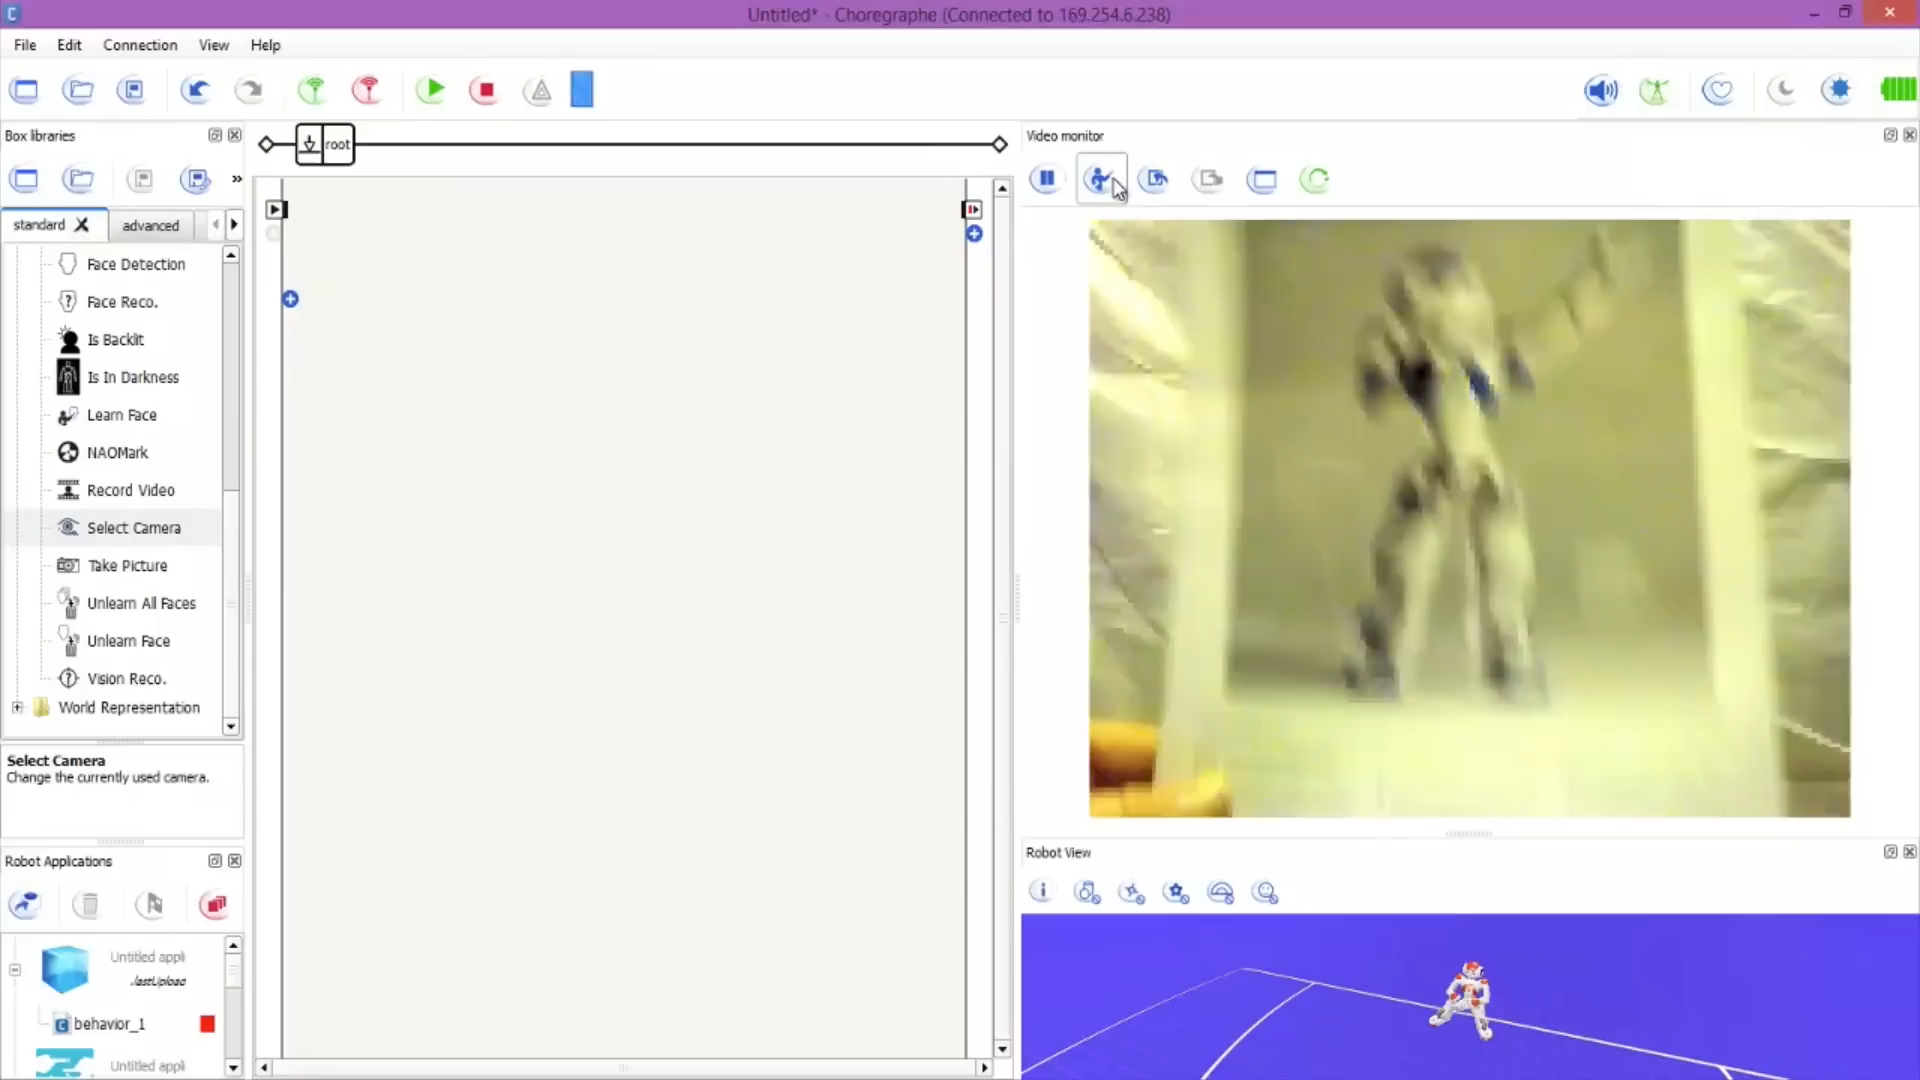 Untitled* - Choregraphe (Connected to 169.254.6.238)
File Edit Connection View Help
Box libraries
root
Video monitor
standard
advanced
Face Detection
Face Reco.
Is Backlit
Is In Darkness
Learn Face
NAOMark
Record Video
Select Camera
Take Picture
Unlearn All Faces
Unlearn Face
Vision Reco.
World Representation
Select Camera
Change the currently used camera.
Robot Applications
Robot View
Untitled appli
./lastUpload
behavior_1
Untitled appli